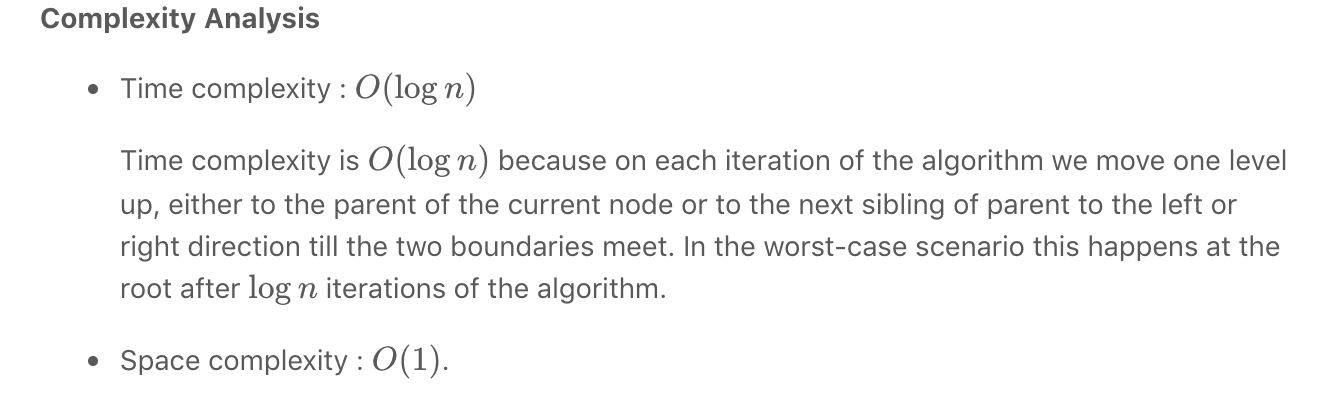 Complexity Analysis
• Time complexity : O(log n)
Time complexity is O(log n) because on each iteration of the algorithm we move one level
up, either to the parent of the current node or to the next sibling of parent to the left or
right direction till the two boundaries meet. In the worst-case scenario this happens at the
root after log n iterations of the algorithm.
• Space complexity : O(1).